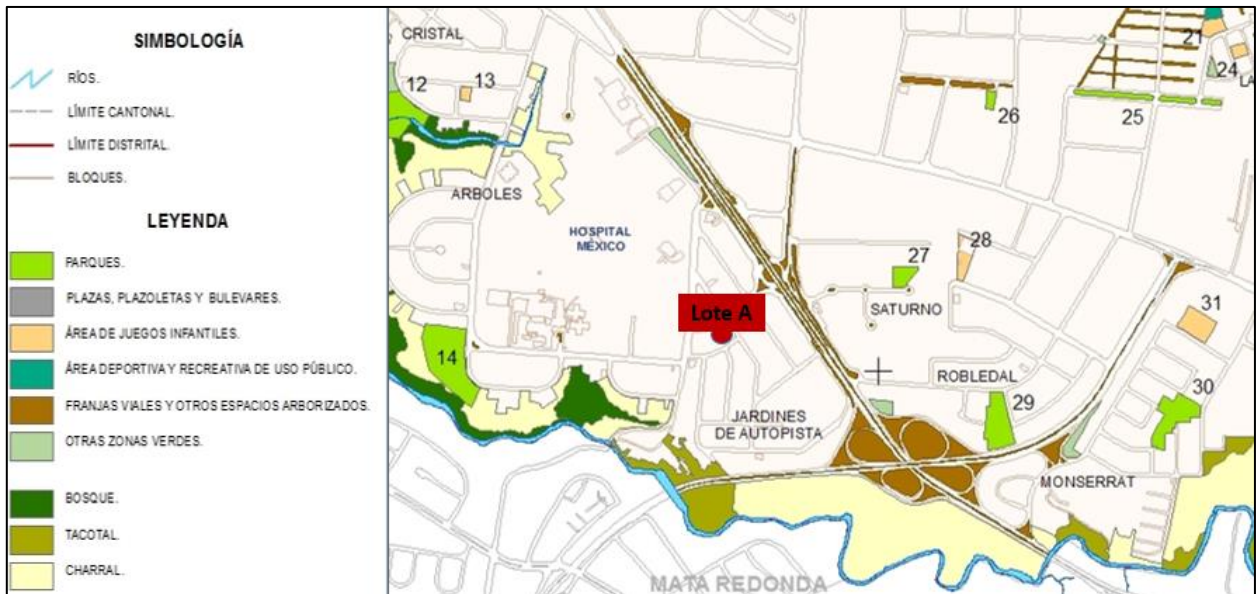 SIMBOLOGÍA
RÍOS.
LÍMITE CANTONAL.
LÍMITE DISTRITAL.
BLOQUES.
LEYENDA
PARQUES.
PLAZAS, PLAZOLETAS Y BULEVARES.
ÁREA DE JUEGOS INFANTILES.
ÁREA DEPORTIVA Y RECREATIVA DE USO PÚBLICO.
FRANJAS VIALES Y OTROS ESPACIOS ARBORIZADOS.
OTRAS ZONAS VERDES.
BOSQUE.
TACOTAL.
CHARRAL.
CRISTAL
12
13
21
24
LA
26
25
ARBOLES
HOSPITAL
MÉXICO
28
27
SATURNO
Lote A
31
14
ROBLEDAL
30
29
JARDINES
DE AUTOPISTA
MONSERRAT
MATA REDONDA